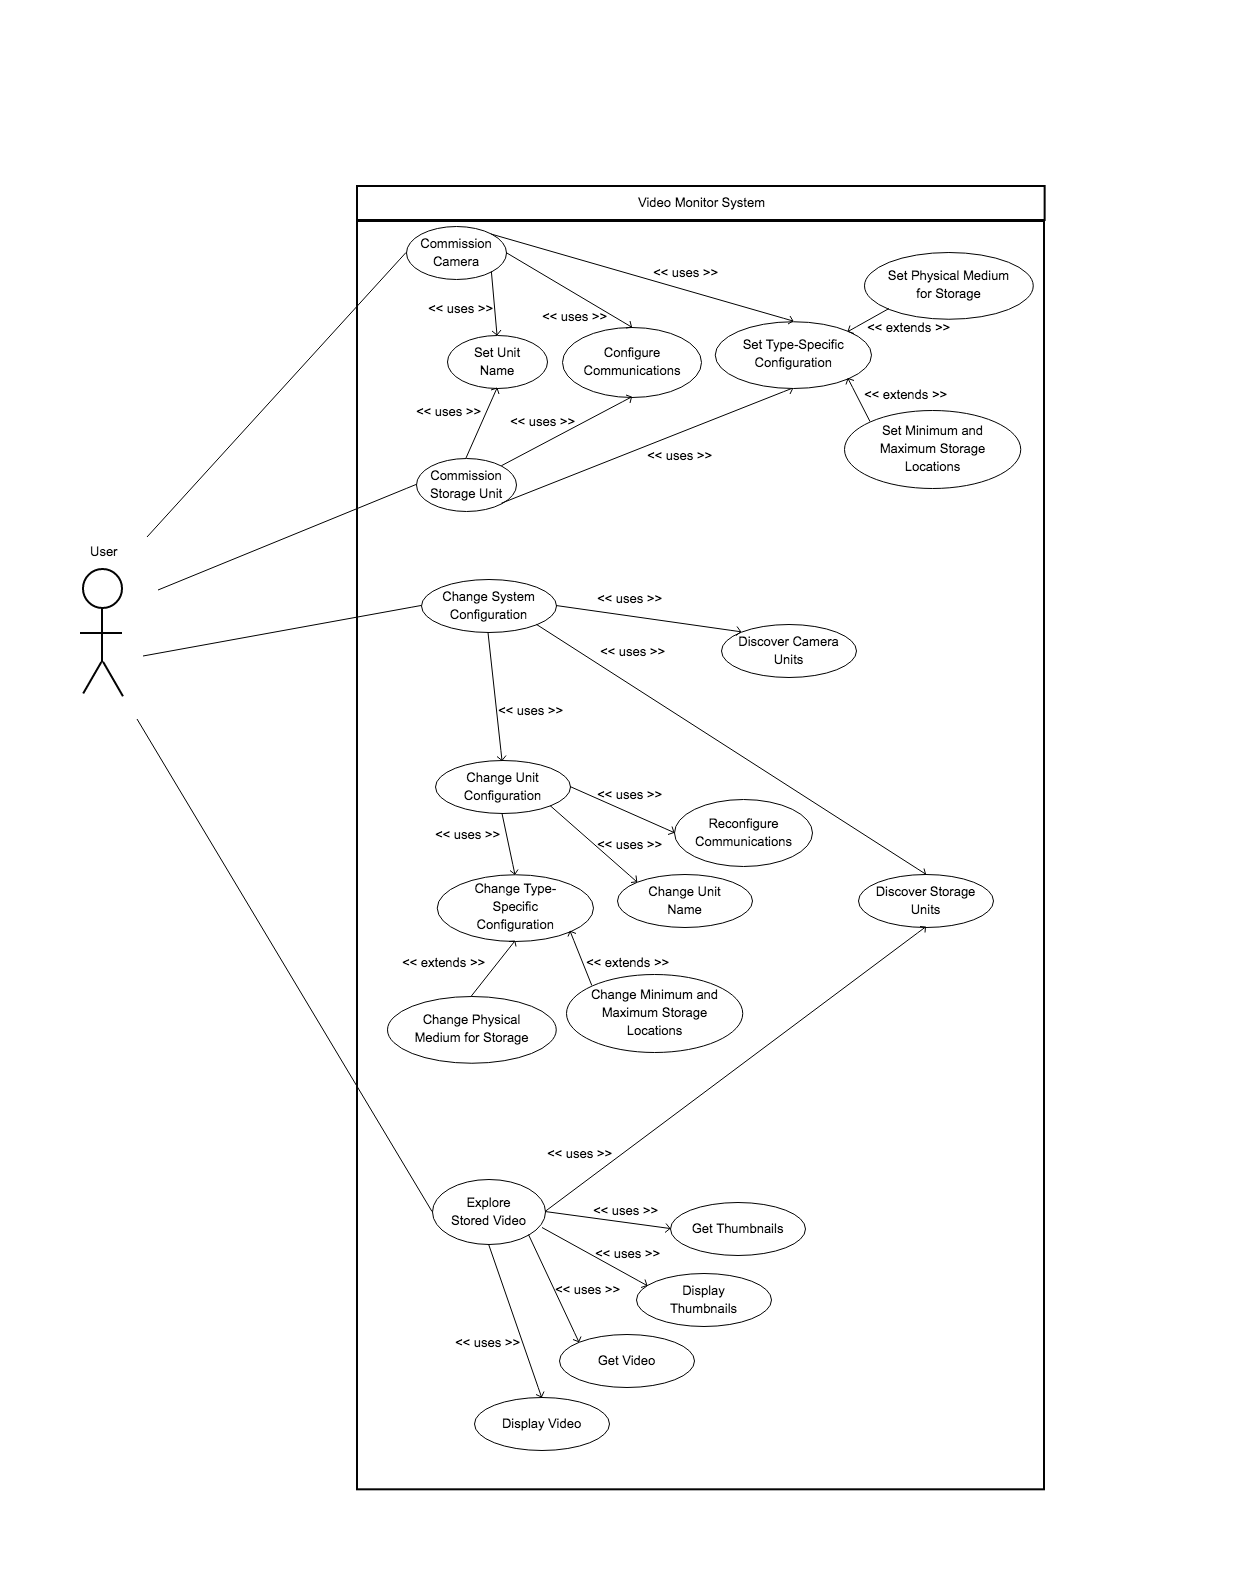 Video Monitor System
Commission
Camera
<< uses >>
Set Physical Medium
for Storage
<< uses >>
<< uses >>
<< extends >>
Set Unit
Name
Configure
Communications
Set Type-Specific
Configuration
<< extends >>
<< uses >>
<< uses >>
Set Minimum and
Maximum Storage
Locations
<< uses >>
Commission
Storage Unit
User
Change System
Configuration
<< uses >>
Discover Camera
Units
<< uses >>
<< uses >>
Change Unit
Configuration
<< uses >>
Reconfigure
Communications
<< uses >>
<< uses >>
Change Type-
Specific
Configuration
Change Unit
Name
Discover Storage
Units
<< extends >>
<< extends >>
Change Minimum and
Maximum Storage
Locations
Change Physical
Medium for Storage
<< uses >>
Explore
Stored Video
<< uses >>
Get Thumbnails
<< uses >>
<< uses >>
Display
Thumbnails
<< uses >>
Get Video
Display Video